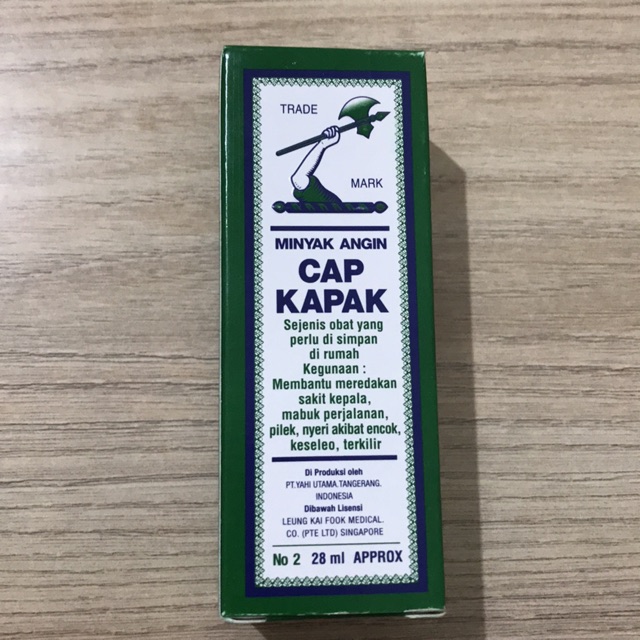 TRADE
MARK
MINYAK ANGIN
CAP
KAPAK
Sejenis obat yang
perlu di simpan
di rumah
Kegunaan :
Membantu meredakan
sakit kepala,
mabuk perjalanan,
pilek, nyeri akibat encok,
keseleo, terkilir
Di Produksi oleh
PT.YAHI UTAMA.TANGERANG.
INDONESIA
Dibawah Lisensi
LEUNG KAI FOOK MEDICAL.
CO. (PTE LTD) SINGAPORE
No 2 28 ml APPROX